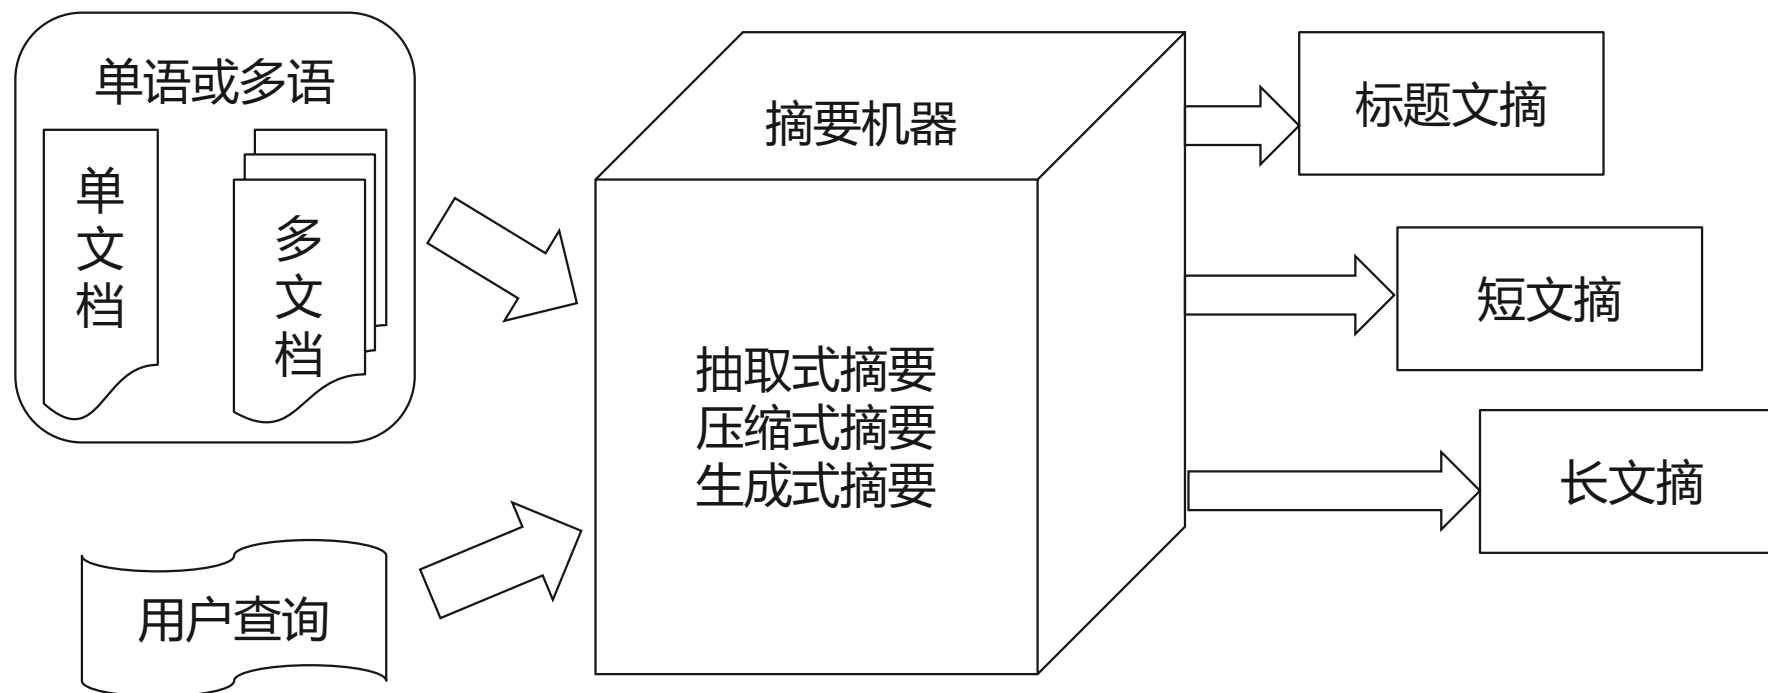 单语或多语
单文档
多文档
用户查询
摘要机器
抽取式摘要
压缩式摘要
生成式摘要
标题文摘
短文摘
长文摘